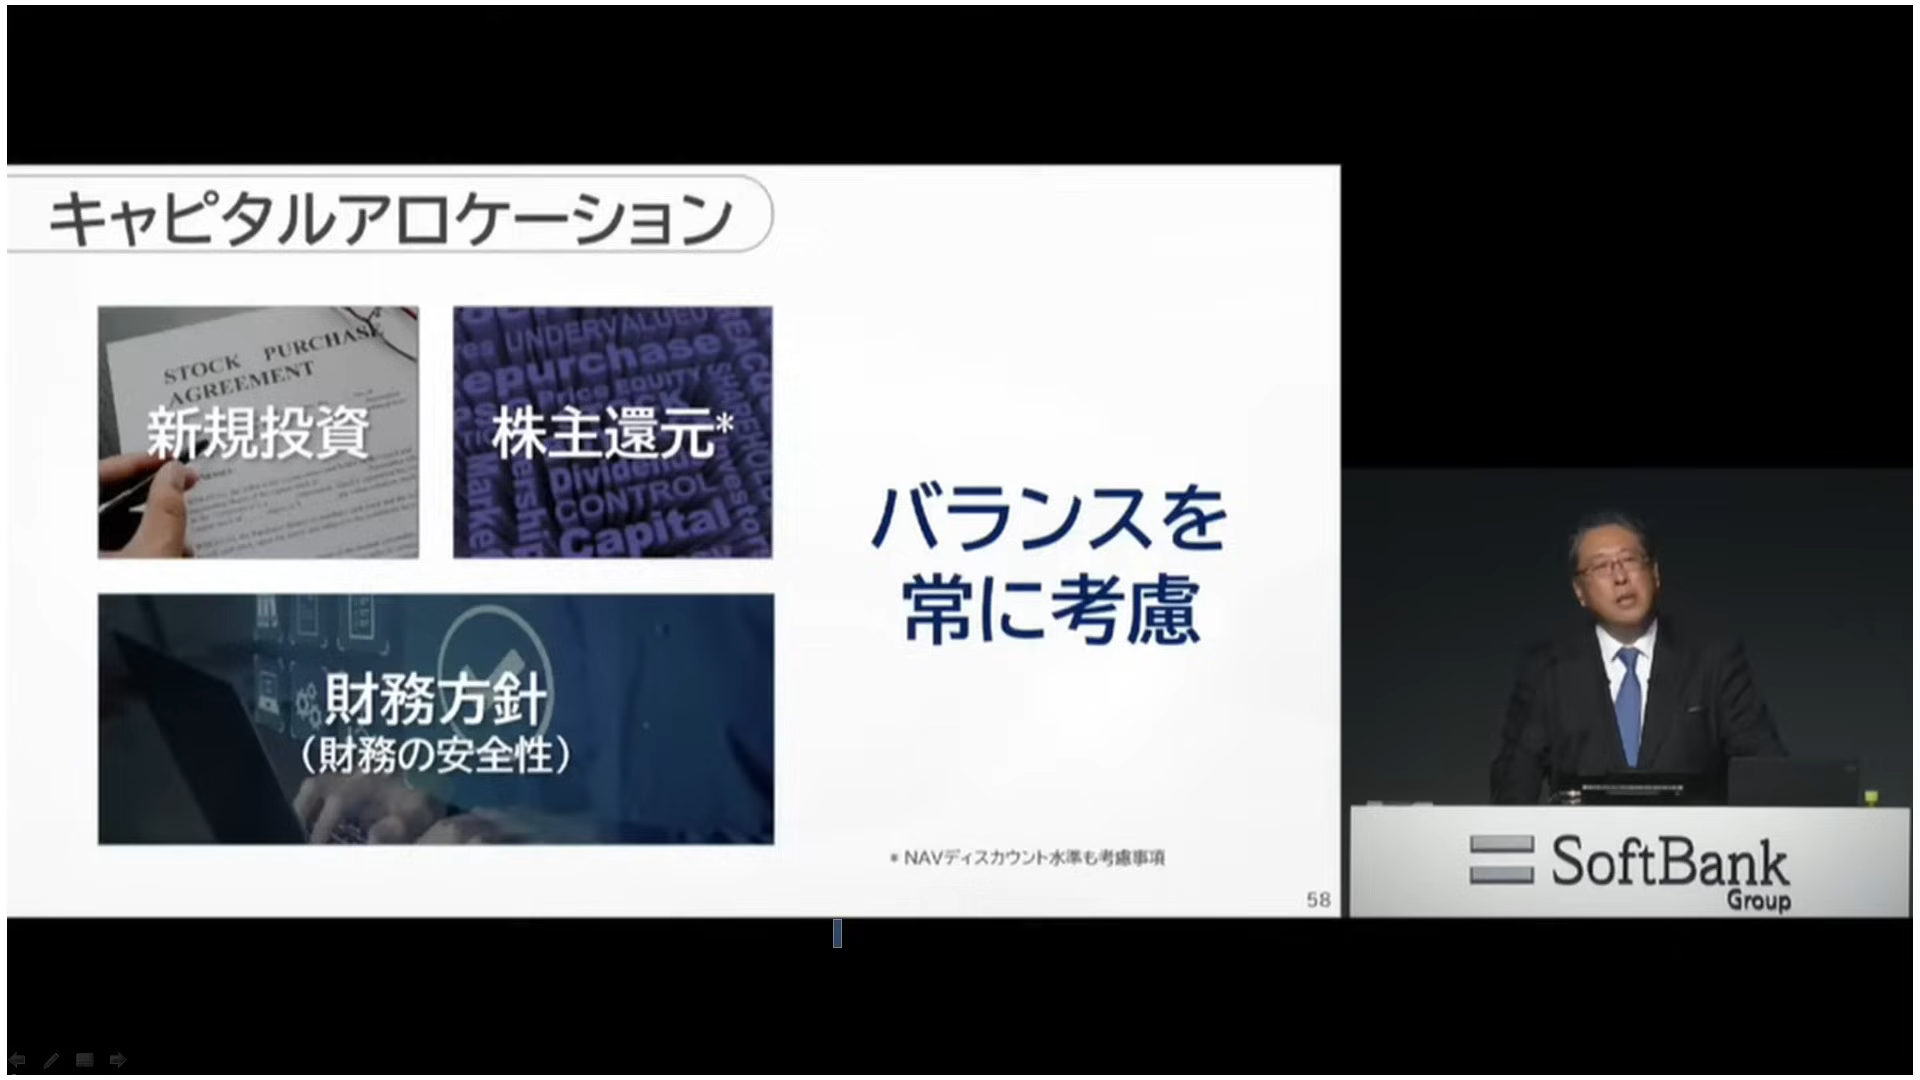 キャピタルアロケーション
STOCK PURCHASE
AGREEMENT
新規投資
UNDERVALUED
epurchase
Price EQUITY
株主還元*
Dividend
CONTROL
Capital
バランスを
常に考慮
財務方針
（財務の安全性）
* NAVディスカウント水準も考慮事項
58
SoftBank
Group